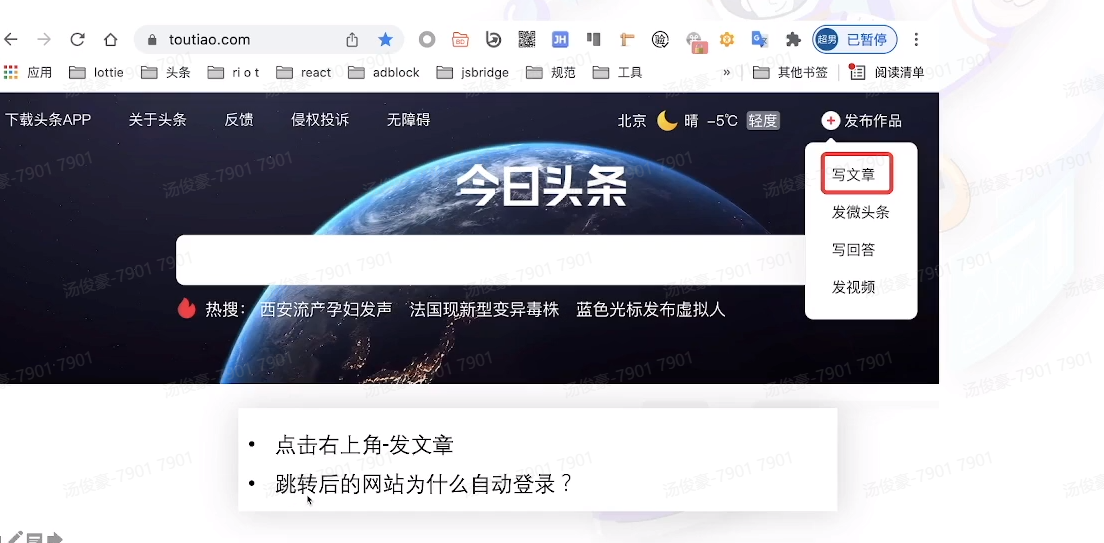 toutiao.com
JH
超男 已暂停
应用 lottie 头条 ri o t react adblock jsbridge 规范 工具 » 其他书签 阅读清单
下载头条APP 关于头条 反馈 侵权投诉 无障碍 北京 晴 -5℃ 轻度 发布作品
写文章
今日头条
发微头条
写回答
发视频
热搜： 西安流产孕妇发声 法国现新型变异毒株 蓝色光标发布虚拟人
• 点击右上角-发文章
• 跳转后的网站为什么自动登录？
汤俊豪-7901 7901